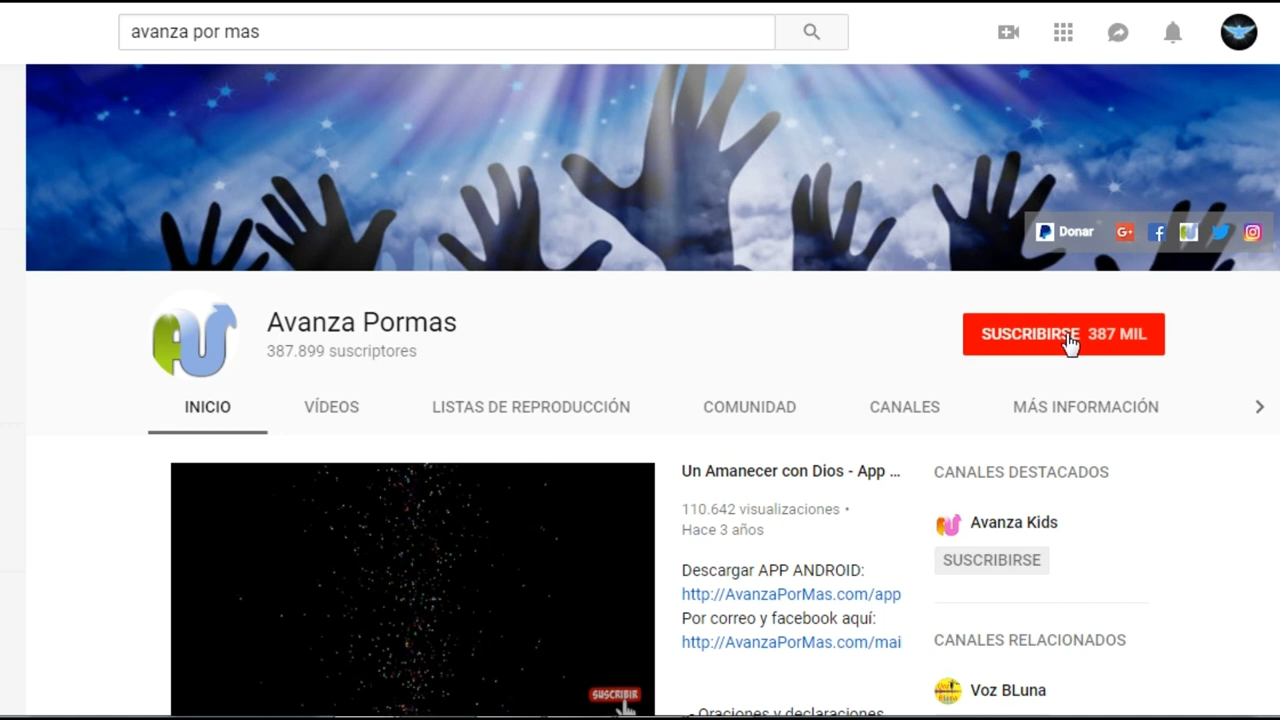 avanza por mas
Donar
Avanza Pormas
387.899 suscriptores
SUSCRIBIRSE 387 MIL
INICIO
VÍDEOS
LISTAS DE REPRODUCCIÓN
COMUNIDAD
CANALES
MÁS INFORMACIÓN
Un Amanecer con Dios - App ...
110.642 visualizaciones •
Hace 3 años
Descargar APP ANDROID:
http://AvanzaPorMas.com/app
Por correo y facebook aquí:
http://AvanzaPorMas.com/mai
- Oraciones y declaraciones
SUSCRIBIR
CANALES DESTACADOS
Avanza Kids
SUSCRIBIRSE
CANALES RELACIONADOS
Voz BLuna